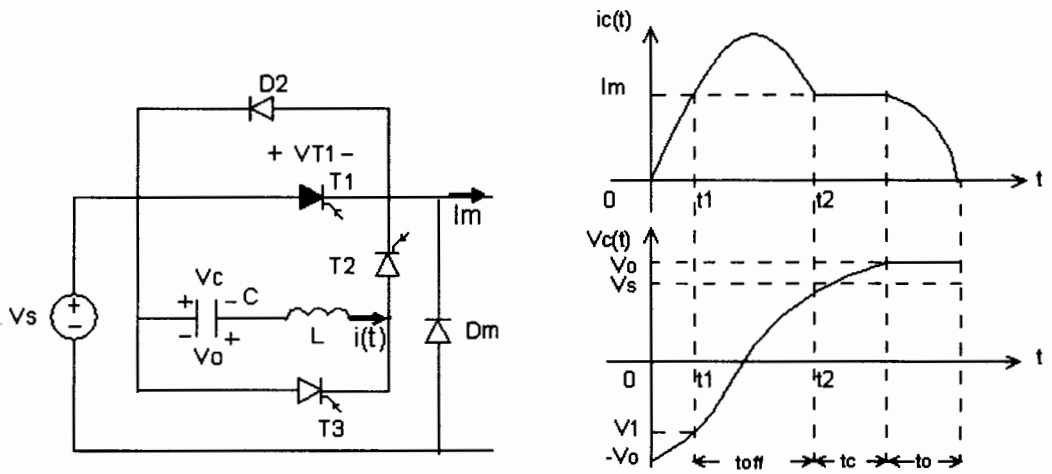 D2
+ VT1 -
T1
Im
T2
Vc
+ - C
Vs
+
-
- +
Vo
L
i(t)
Dm
T3
ic(t)
Im
0
t1
t2
t
Vc(t)
Vo
Vs
0
t1
t2
t
V1
-Vo
toff
tc
to